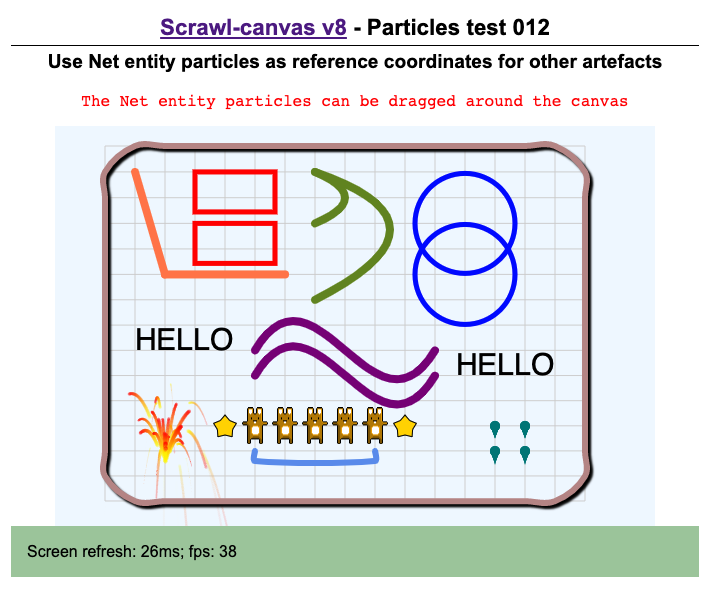 Scrawl-canvas v8 - Particles test 012
Use Net entity particles as reference coordinates for other artefacts
The Net entity particles can be dragged around the canvas
HELLO
HELLO
Screen refresh: 26ms; fps: 38